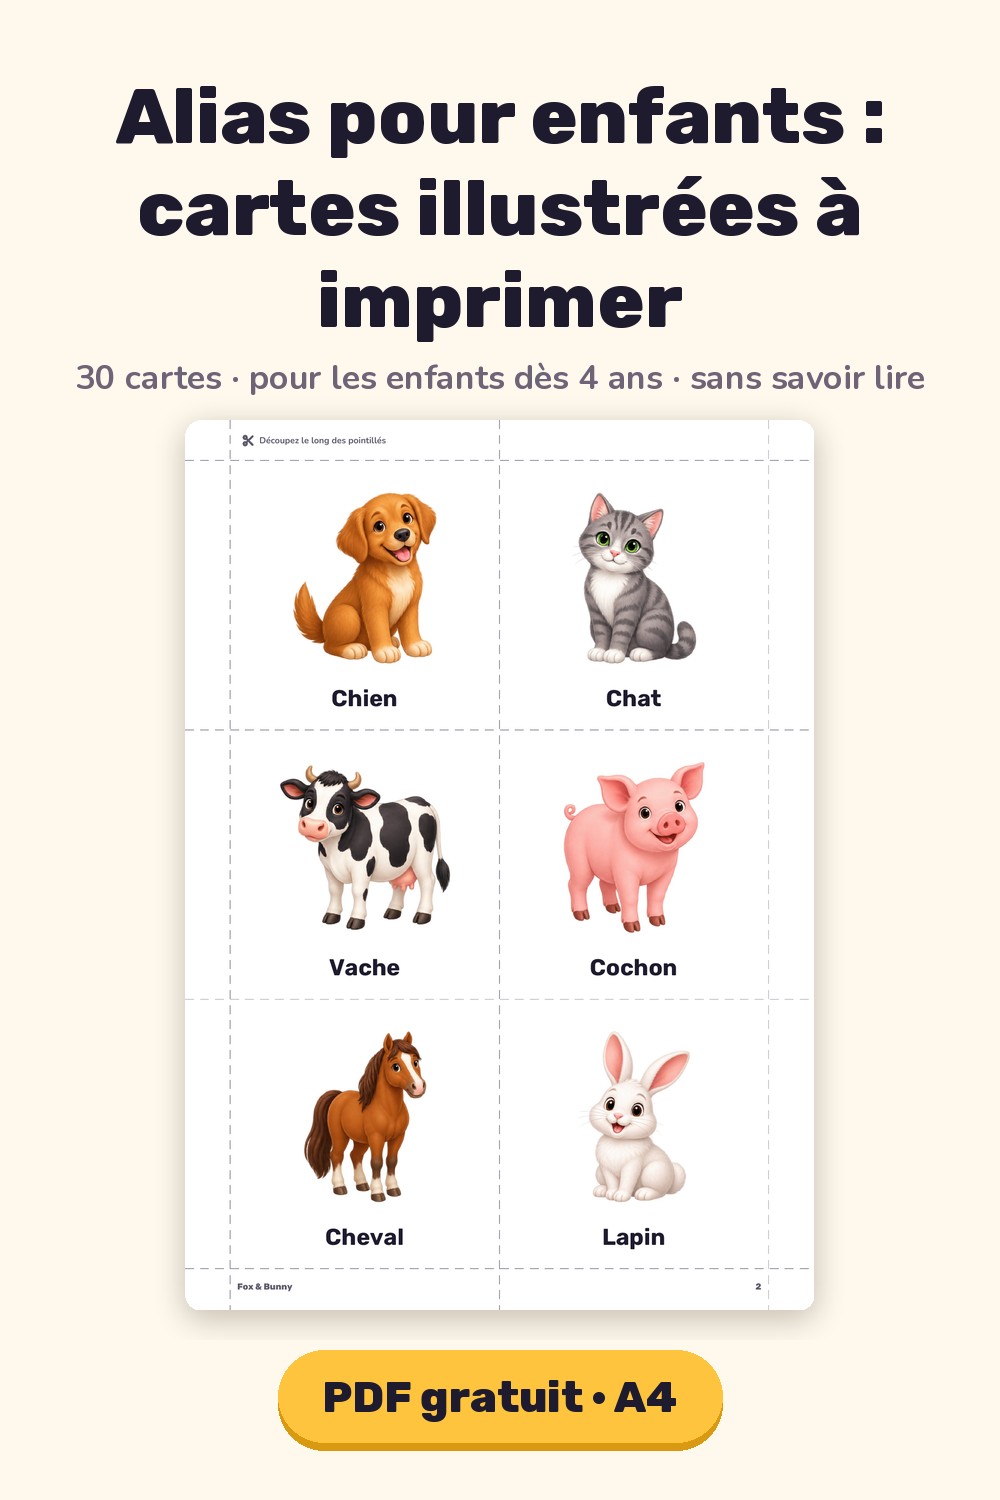 Alias pour enfants :
cartes illustrées à
imprimer
30 cartes · pour les enfants dès 4 ans · sans savoir lire
Découpez le long des pointillés
Chien
Chat
Vache
Cochon
Cheval
Lapin
Fox & Bunny
2
PDF gratuit • A4